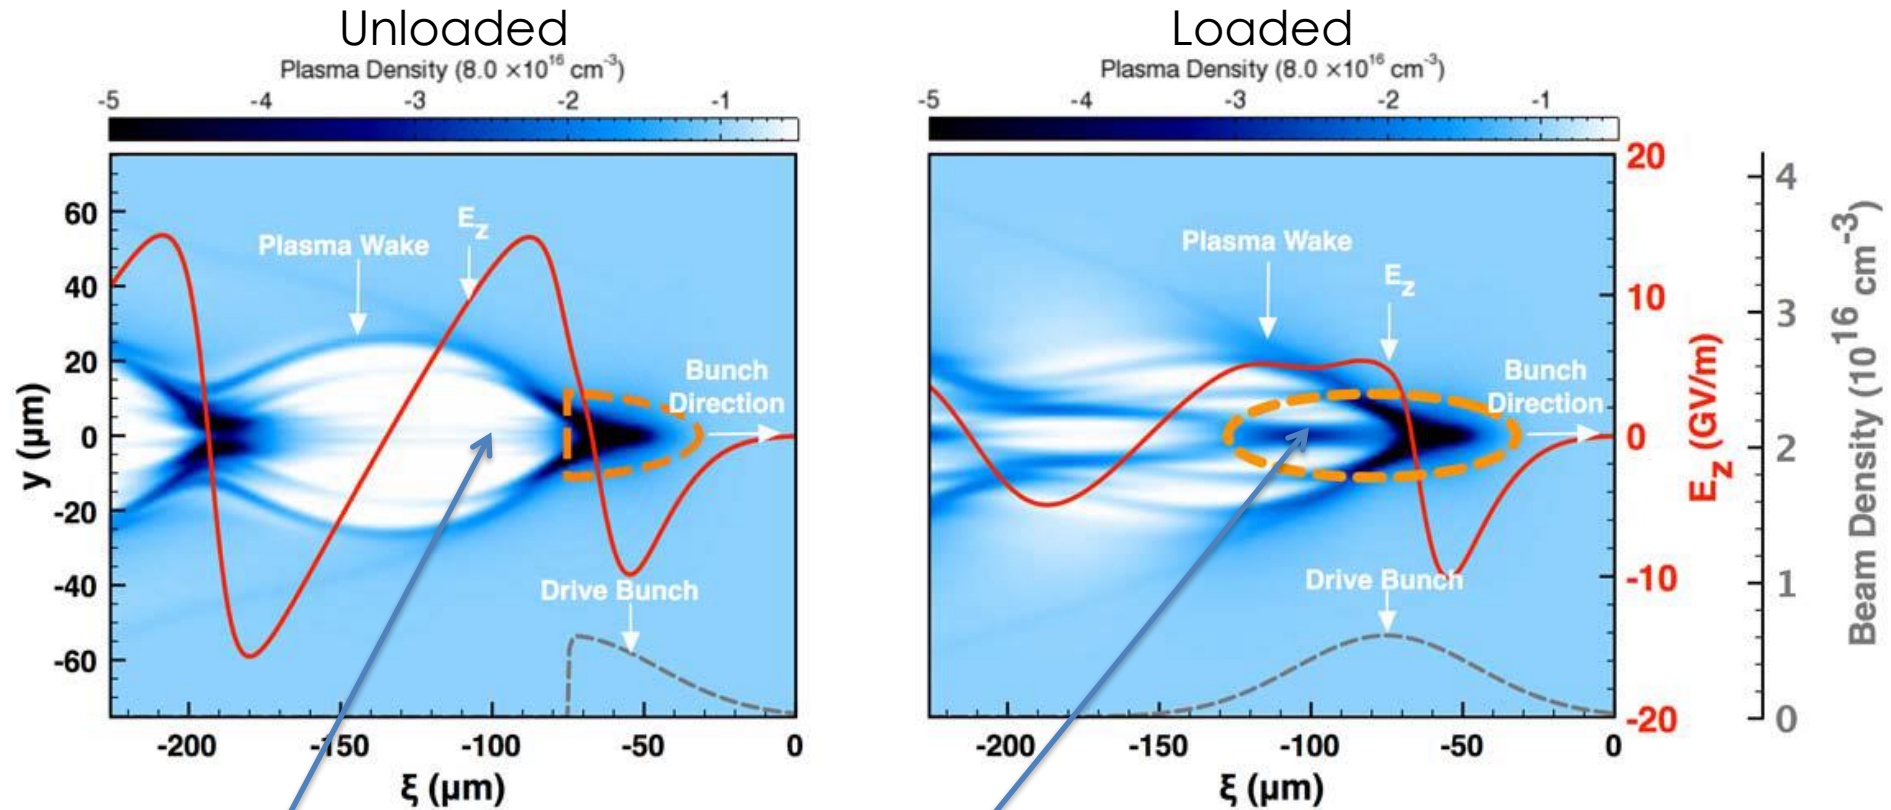 Unloaded
Plasma Density (8.0 ×10¹⁶ cm⁻³)
-5 -4 -3 -2 -1
60
40
20
0
-20
-40
-60
y (μm)
Plasma Wake
E_z
Bunch
Direction
Drive Bunch
-200 -150 -100 -50 0
ξ (μm)
Loaded
Plasma Density (8.0 ×10¹⁶ cm⁻³)
-5 -4 -3 -2 -1
Plasma Wake
E_z
Bunch
Direction
Drive Bunch
-200 -150 -100 -50 0
ξ (μm)
20
10
0
-10
-20
E_z (GV/m)
4
3
2
1
0
Beam Density (10¹⁶ cm⁻³)